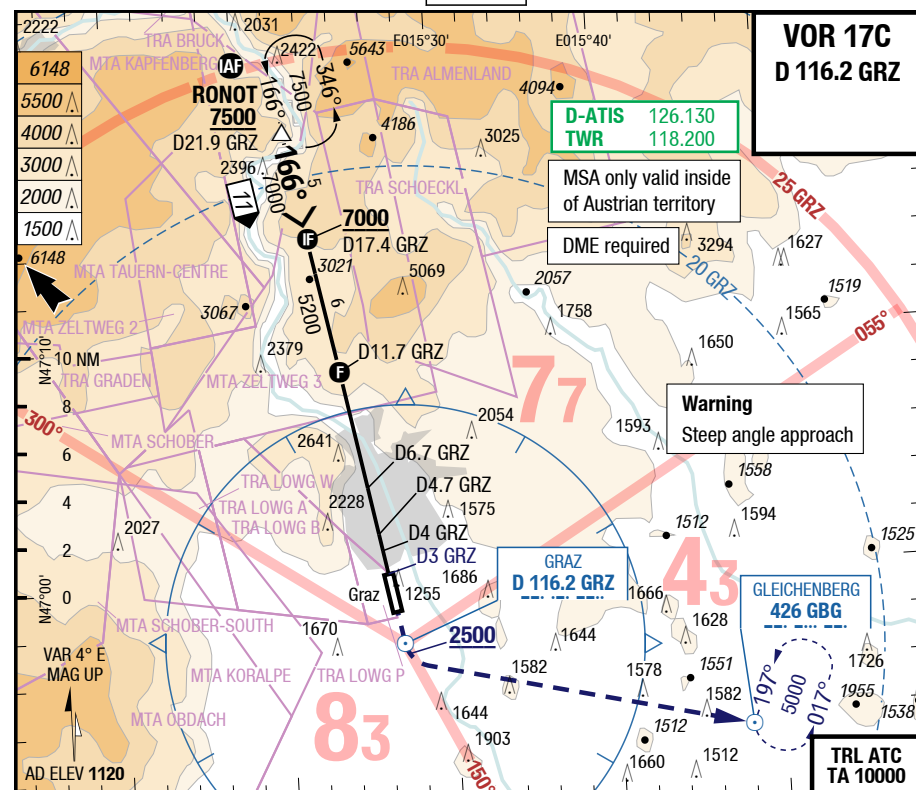 VOR 17C
D 116.2 GRZ
2222
2031
TRA BRUCK
MTA KAPFENBERG
2422
5643
E015°30'
E015°40'
TRA ALMENLAND
4094
IAF
RONOT
7500
D21.9 GRZ
166°
7500
346°
6148
5500
4000
3000
2000
1500
6148
4186
3025
D-ATIS 126.130
TWR 118.200
2396
7000
166°
5
11
TRA SCHOECKL
MSA only valid inside
of Austrian territory
DME required
25 GRZ
20 GRZ
IF
7000
D17.4 GRZ
3294
1627
MTA TAUERN-CENTRE
3021
5069
2057
1519
3067
6
5200
1758
1565
055°
MTA ZELTWEG 2
N47°10'
10 NM
2379
D11.7 GRZ
F
1650
TRA GRADEN
MTA ZELTWEG 3
77
Warning
Steep angle approach
8
300°
MTA SCHOBER
2054
1593
2641
D6.7 GRZ
6
1558
TRA LOWG W
D4.7 GRZ
4
TRA LOWG A
2228
1575
TRA LOWG B
1594
2027
D4 GRZ
1512
1525
2
D3 GRZ
43
GRAZ
D 116.2 GRZ
N47°00'
0
Graz
1255
1686
1666
GLEICHENBERG
426 GBG
MTA SCHOBER-SOUTH
1670
2500
1644
1628
1726
VAR 4° E
MAG UP
MTA KORALPE
TRA LOWG P
1582
1578
1551
197°
5000
017°
1955
MTA OBDACH
1644
1582
1538
83
1512
1903
AD ELEV 1120
150°
1660
1512
TRL ATC
TA 10000